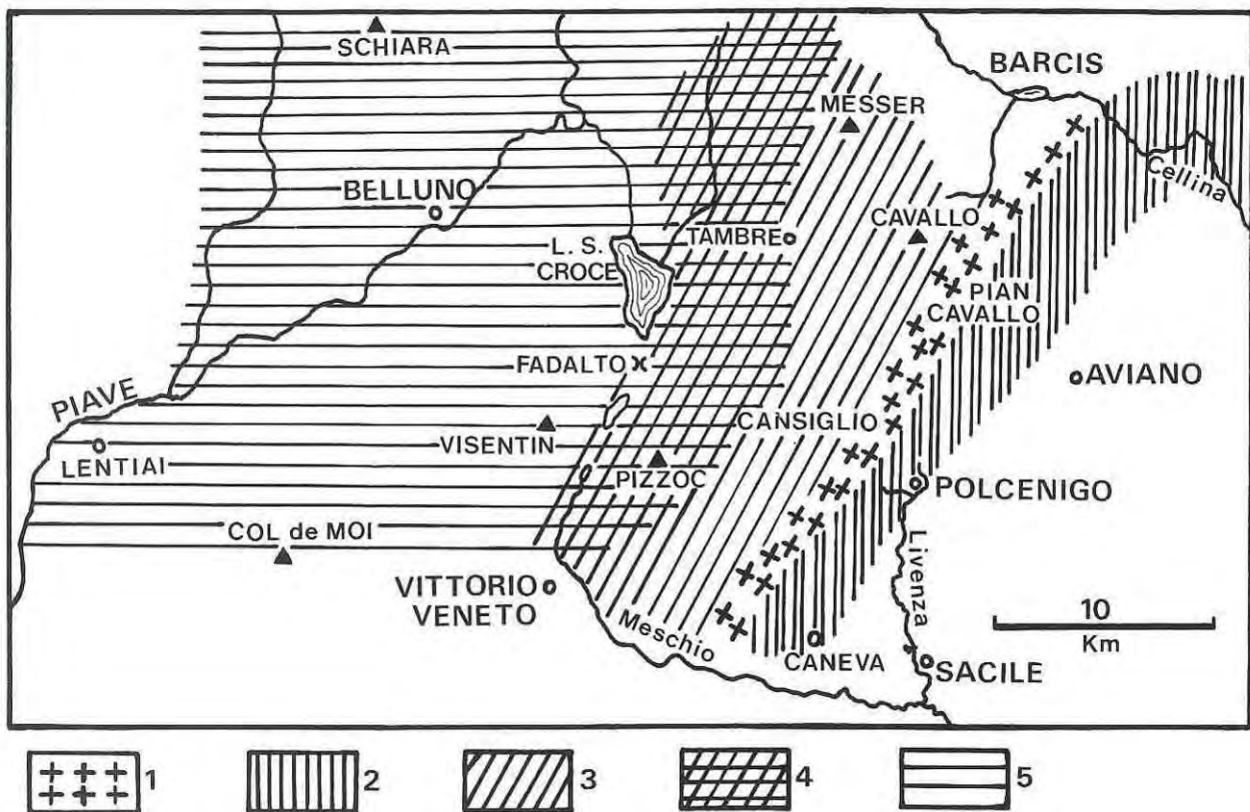 SCHIARA
BARCIS
MESSER
Cellina
BELLUNO
CAVALLO
TAMBRE
L. S.
CROCE
PIAN
CAVALLO
FADALTO
AVIANO
PIAVE
CANSIGLIO
VISENTIN
LENTIAI
PIZZOC
POLCENIGO
COL de MOI
Livenza
VITTORIO
VENETO
10
Km
Meschio
CANEVA
SACILE
1
2
3
4
5